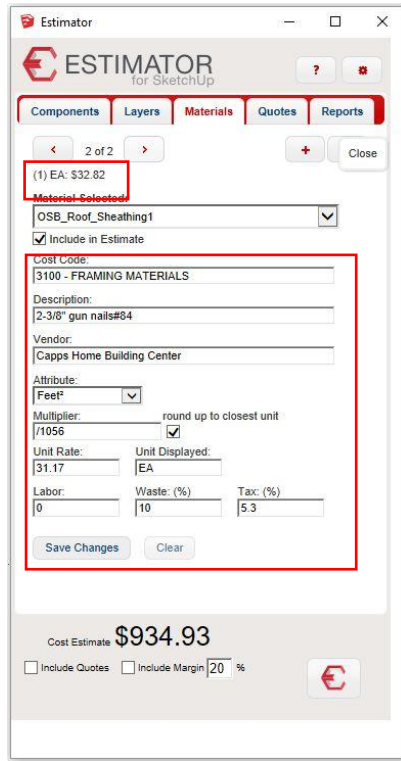 Estimator
ESTIMATOR
for SketchUp
?
Components Layers Materials Quotes Reports
< 2 of 2 > +
Close
(1) EA: $32.82
Material Selected:
OSB_Roof_Sheathing1
Include in Estimate
Cost Code:
3100 - FRAMING MATERIALS
Description:
2-3/8" gun nails#84
Vendor:
Capps Home Building Center
Attribute:
Feet²
Multiplier: round up to closest unit
/1056
Unit Rate: Unit Displayed:
31.17 EA
Labor: Waste: (%) Tax: (%)
0 10 5.3
Save Changes Clear
Cost Estimate $934.93
Include Quotes Include Margin 20 %